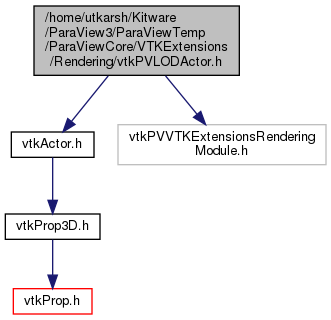 /home/utkarsh/Kitware
/ParaView3/ParaViewTemp
/ParaViewCore/VTKExtensions
/Rendering/vtkPVLODActor.h
vtkActor.h
vtkPVVTKExtensionsRendering
Module.h
vtkProp3D.h
vtkProp.h